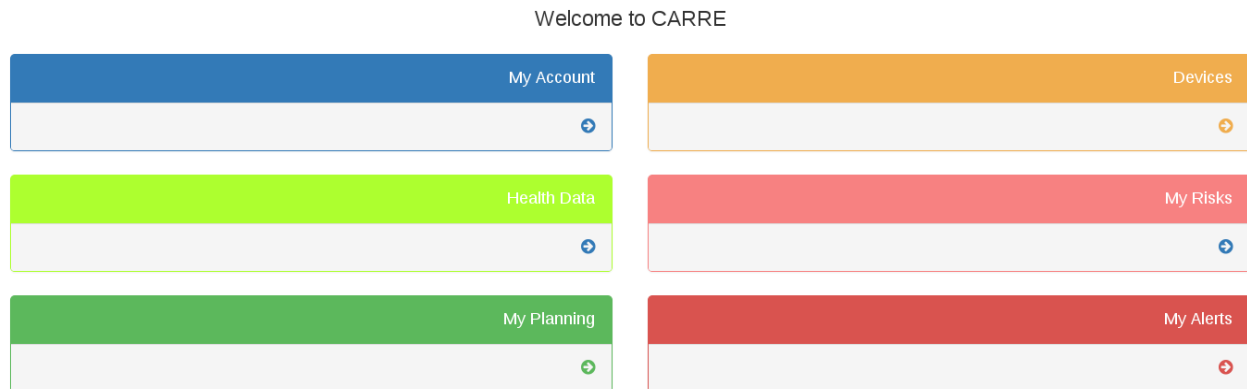 Welcome to CARRE
My Account
Devices
Health Data
My Risks
My Planning
My Alerts